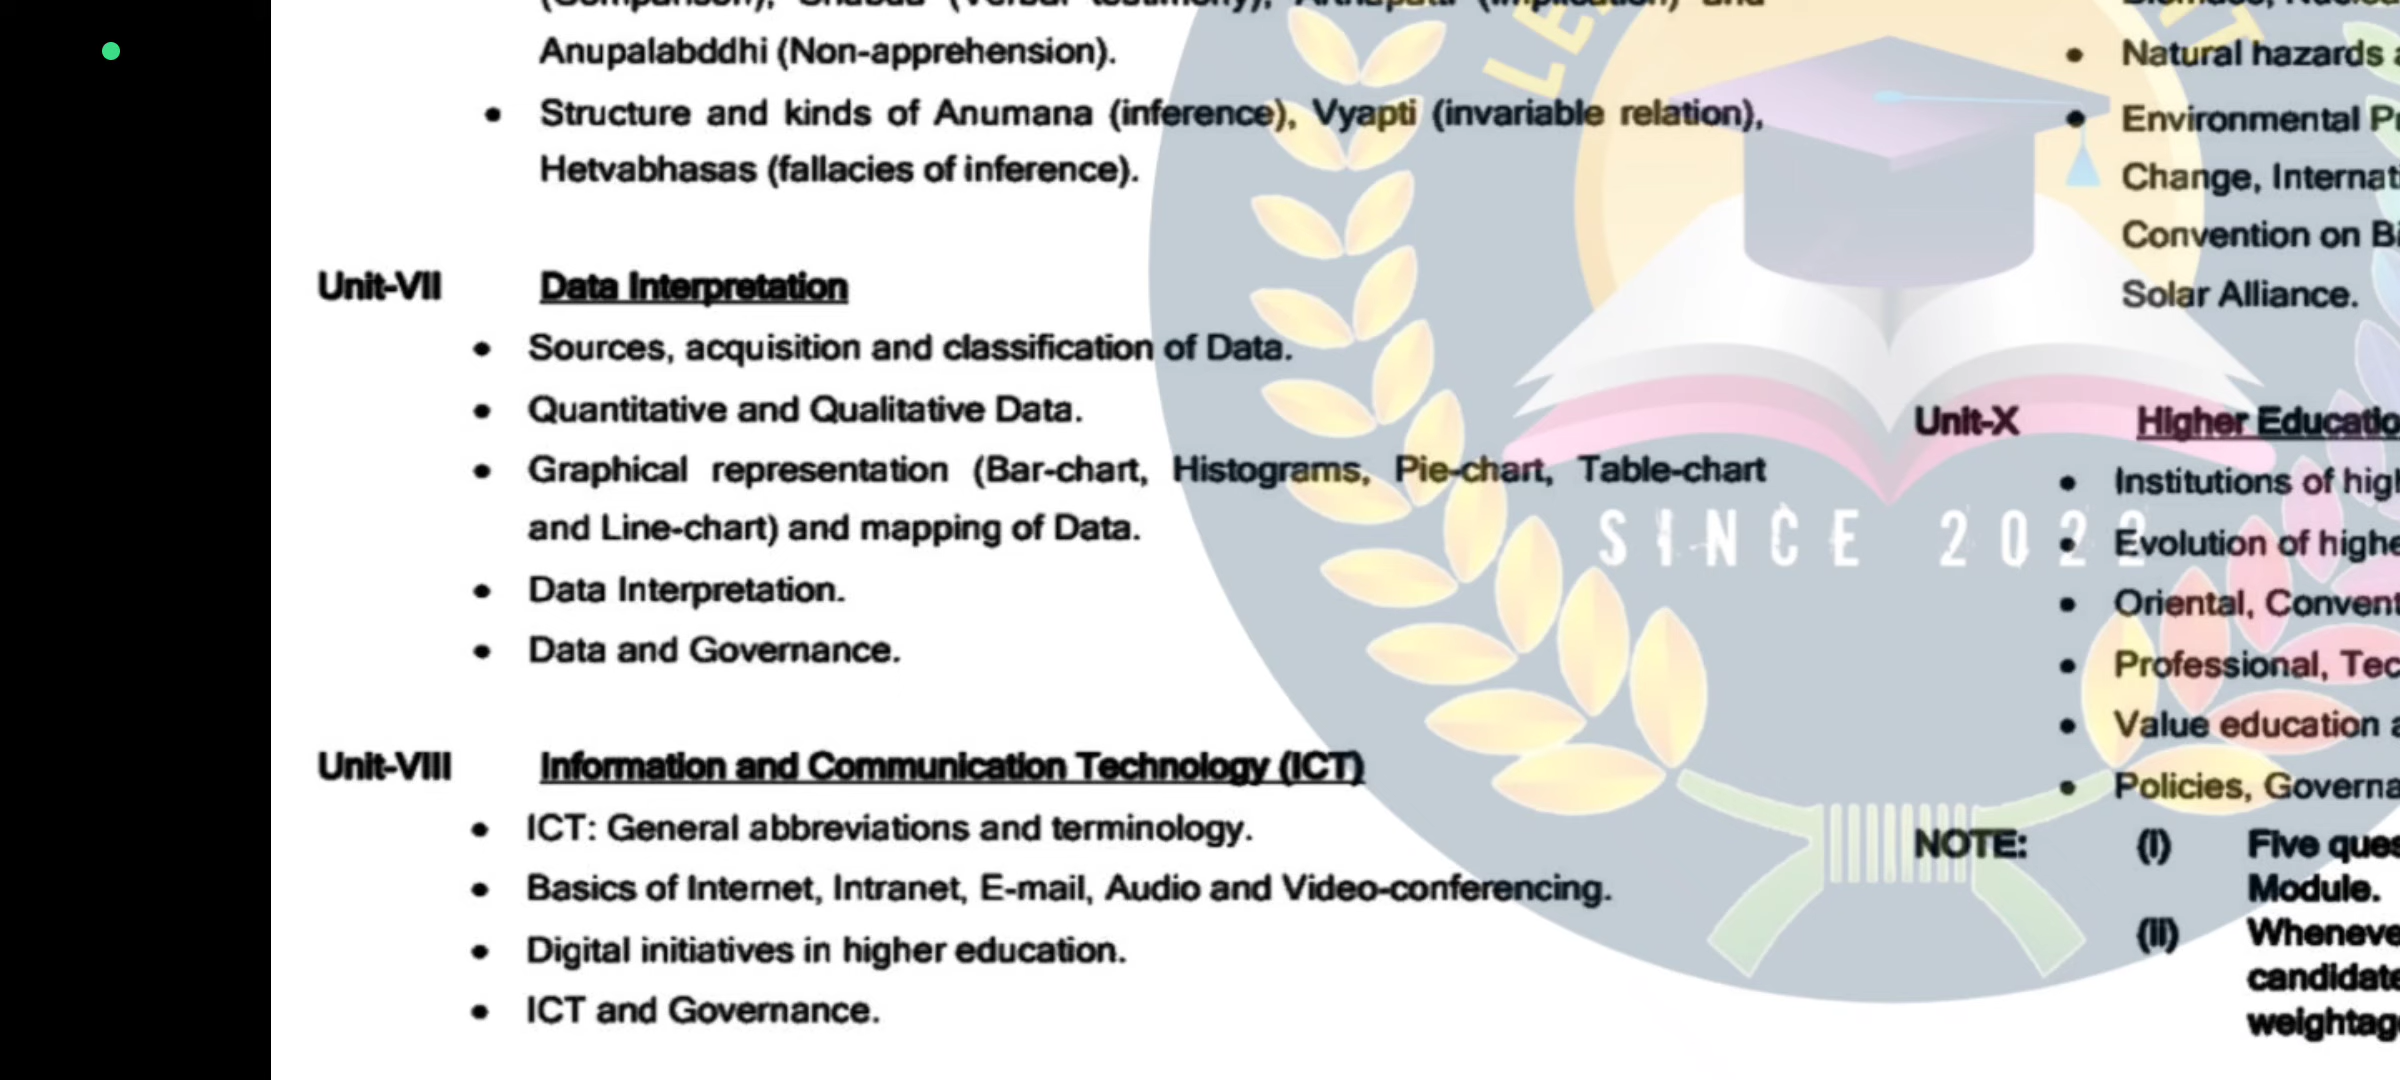 Anupalabddhi (Non-apprehension).
• Structure and kinds of Anumana (inference), Vyapti (invariable relation),
Hetvabhasas (fallacies of inference).
Unit-VII Data Interpretation
• Sources, acquisition and classification of Data.
• Quantitative and Qualitative Data.
• Graphical representation (Bar-chart, Histograms, Pie-chart, Table-chart
and Line-chart) and mapping of Data.
• Data Interpretation.
• Data and Governance.
Unit-VIII Information and Communication Technology (ICT)
• ICT: General abbreviations and terminology.
• Basics of Internet, Intranet, E-mail, Audio and Video-conferencing.
• Digital initiatives in higher education.
• ICT and Governance.
• Natural hazards
• Environmental
Change,
Convention on
Solar Alliance.
Unit-X Higher
• Institutions of
• Evolution of
• Oriental,
• Professional,
• Value education
• Policies,
NOTE: (i) Five
Module.
(ii)
SINCE 2022